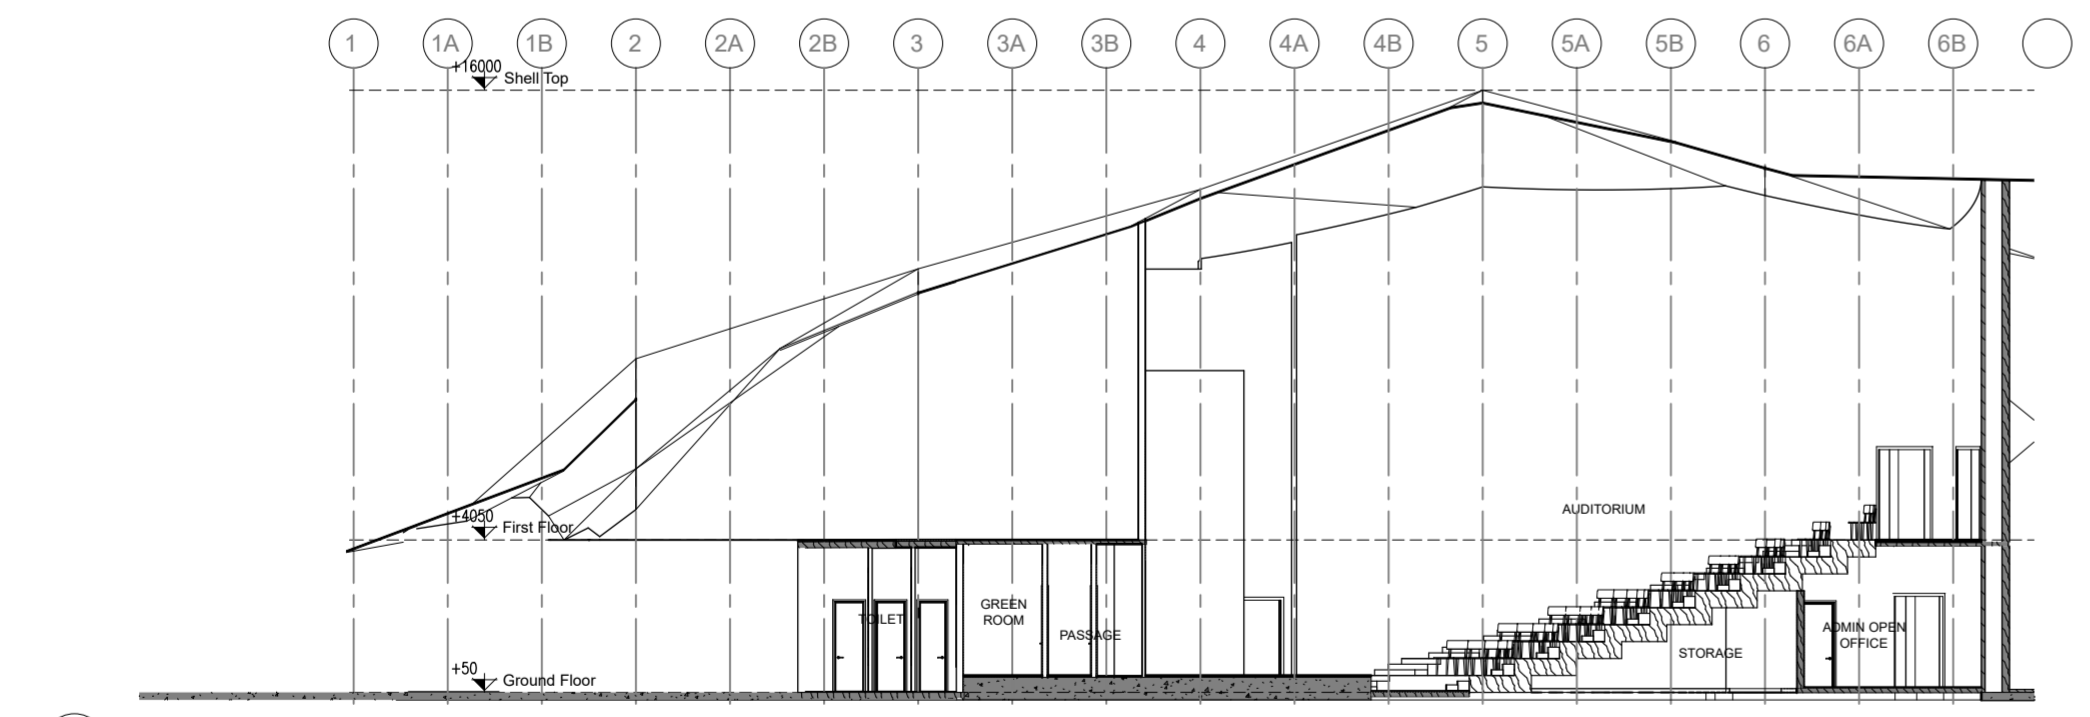 1 1A 1B 2 2A 2B 3 3A 3B 4 4A 4B 5 5A 5B 6 6A 6B
+16000
Shell Top
+4050
First Floor
AUDITORIUM
GREEN
ROOM
TOILET
PASSAGE
ADMIN OPEN
OFFICE
STORAGE
+50
Ground Floor